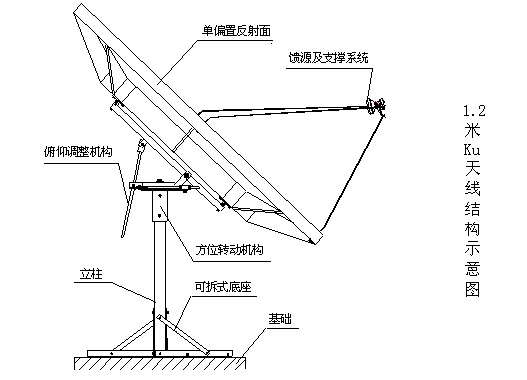 单偏置反射面
馈源及支撑系统
俯仰调整机构
方位转动机构
立柱
可拆式底座
基础
1.2
米
Ku
天
线
结
构
示
意
图